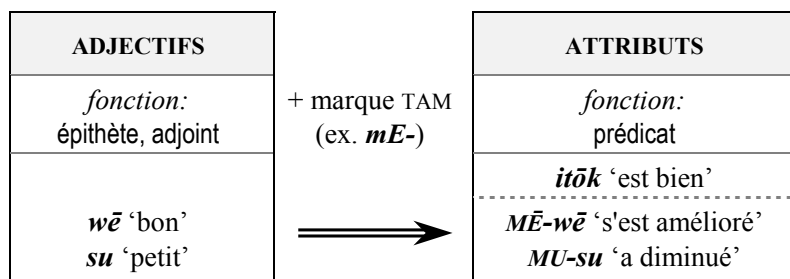 ADJECTIFS
fonction:
épithète, adjoint
wē ‘bon’
su ‘petit’
+ marque TAM
(ex. mE-)
ATTRIBUTS
fonction:
prédicat
itōk ‘est bien’
MĒ-wē ‘s'est amélioré’
MU-su ‘a diminué’